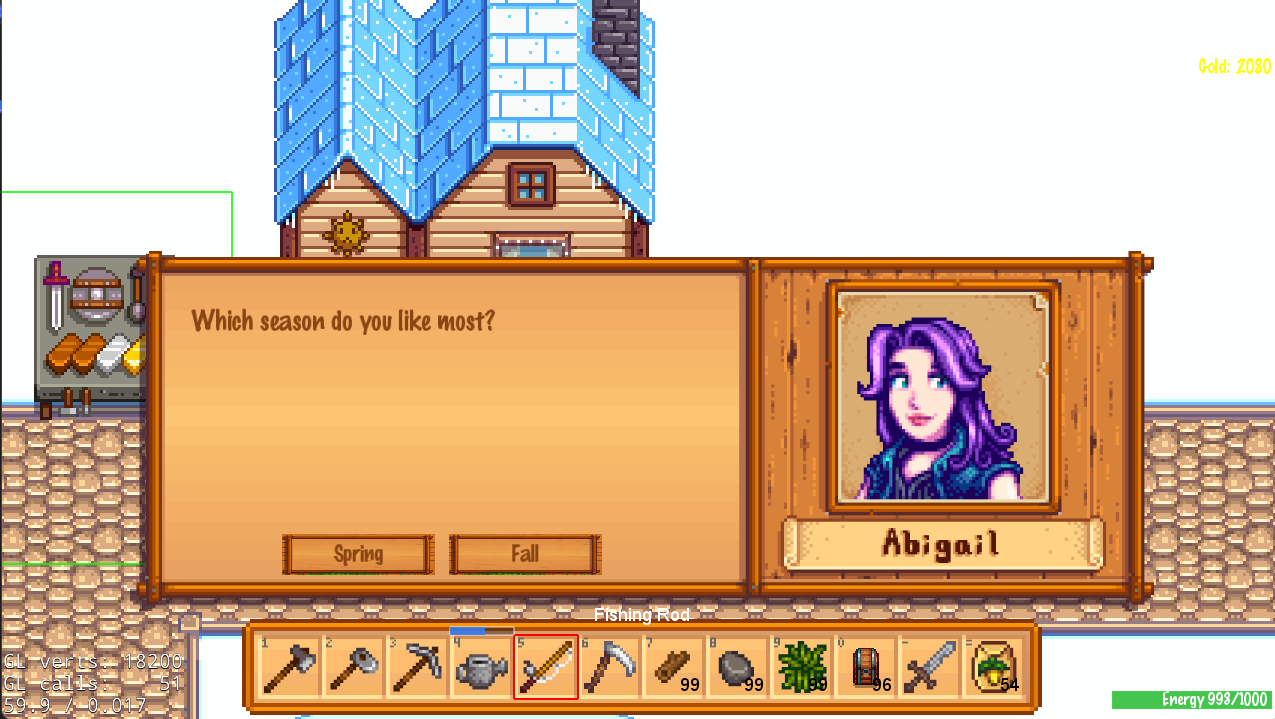 Gold: 2080
Which season do you like most?
Spring
Fall
Abigail
Fishing Rod
1 2 3 4 5 6 7 8 9 0 - =
99 99 99 96 54
GL verts: 18200
GL calls: 51
59.9 / 0.017
Energy 998/1000